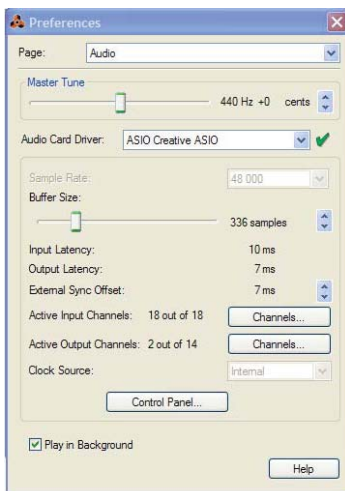 Preferences
Page: Audio
Master Tune
440 Hz +0 cents
Audio Card Driver: ASIO Creative ASIO
Sample Rate: 48 000
Buffer Size:
336 samples
Input Latency: 10 ms
Output Latency: 7 ms
External Sync Offset: 7 ms
Active Input Channels: 18 out of 18 Channels...
Active Output Channels: 2 out of 14 Channels...
Clock Source: Internal
Control Panel...
Play in Background
Help